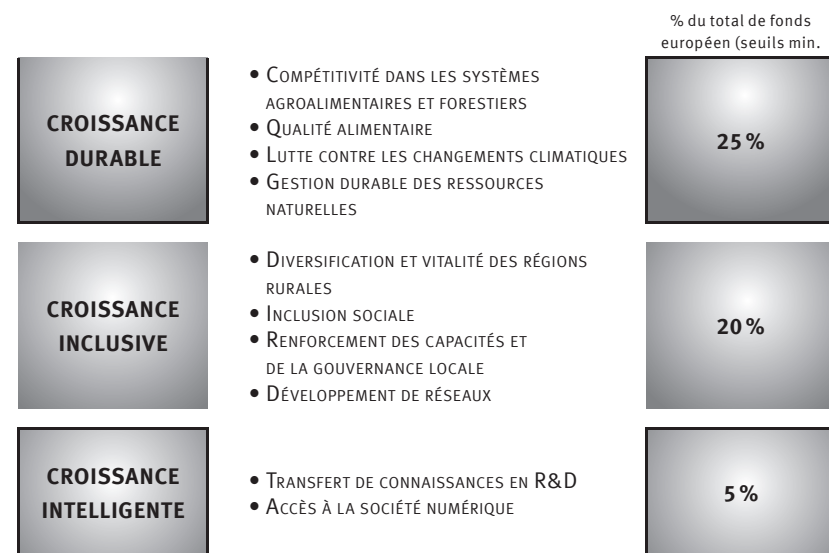 % du total de fonds
européen (seuils min.
CROISSANCE
DURABLE
• COMPÉTITIVITÉ DANS LES SYSTÈMES
AGROALIMENTAIRES ET FORESTIERS
• QUALITÉ ALIMENTAIRE
• LUTTE CONTRE LES CHANGEMENTS CLIMATIQUES
• GESTION DURABLE DES RESSOURCES
NATURELLES
25 %
CROISSANCE
INCLUSIVE
• DIVERSIFICATION ET VITALITÉ DES RÉGIONS
RURALES
• INCLUSION SOCIALE
• RENFORCEMENT DES CAPACITÉS ET
DE LA GOUVERNANCE LOCALE
• DÉVELOPPEMENT DE RÉSEAUX
20 %
CROISSANCE
INTELLIGENTE
• TRANSFERT DE CONNAISSANCES EN R&D
• ACCÈS À LA SOCIÉTÉ NUMÉRIQUE
5 %